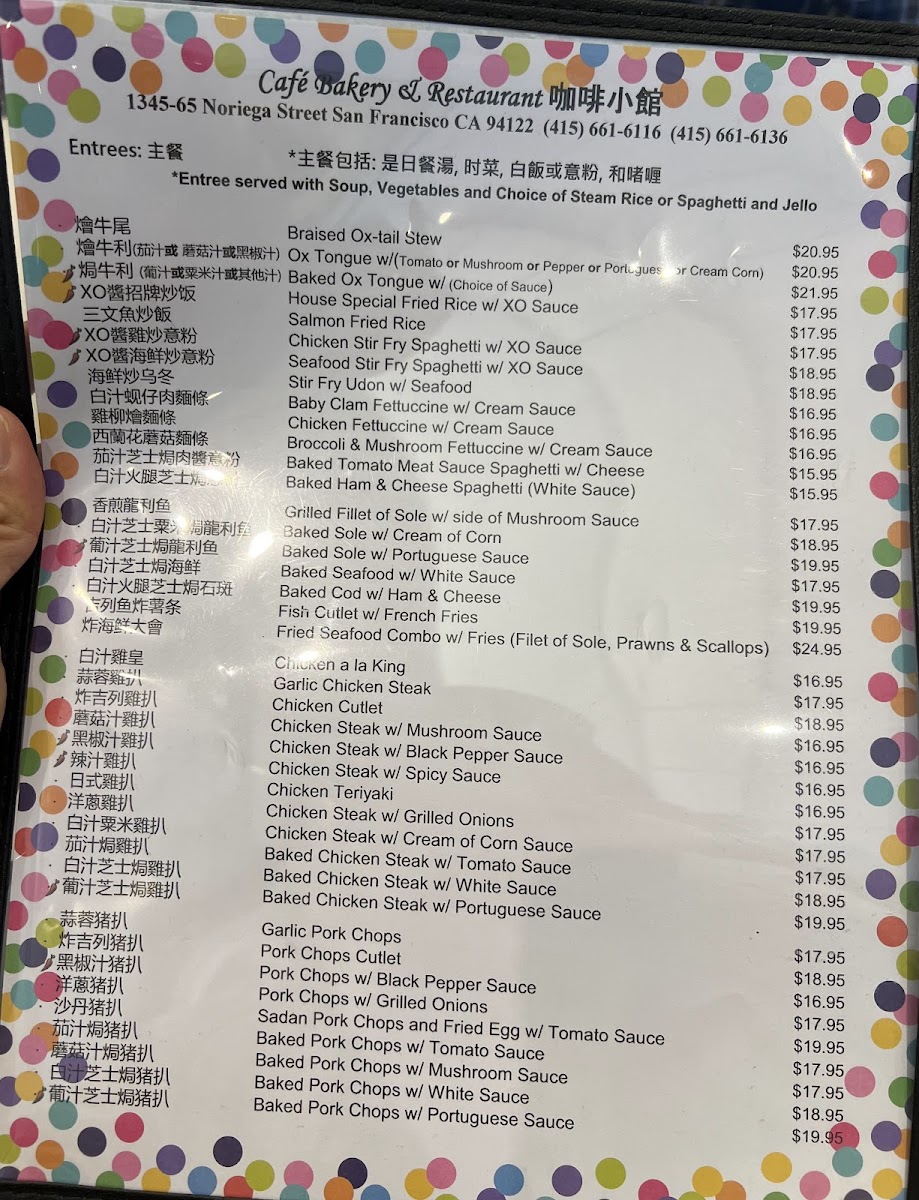 Café Bakery & Restaurant 咖啡小館
1345-65 Noriega Street San Francisco CA 94122 (415) 661-6116 (415) 661-6136
Entrees: 主餐 *主餐包括: 是日餐湯, 时菜, 白飯或意粉, 和啫喱
*Entree served with Soup, Vegetables and Choice of Steam Rice or Spaghetti and Jello
燴牛尾 Braised Ox-tail Stew $20.95
燴牛利(茄汁或 蘑菇汁或黑椒汁) Ox Tongue w/(Tomato or Mushroom or Pepper or or Cream Corn) $20.95
焗牛利 (葡汁或粟米汁或其他汁) Baked Ox Tongue w/ (Choice of Sauce) $21.95
XO醬招牌炒饭 House Special Fried Rice w/ XO Sauce $17.95
三文魚炒飯 Salmon Fried Rice $17.95
XO醬雞炒意粉 Chicken Stir Fry Spaghetti w/ XO Sauce $17.95
XO醬海鮮炒意粉 Seafood Stir Fry Spaghetti w/ XO Sauce $18.95
海鮮炒乌冬 Stir Fry Udon w/ Seafood $18.95
白汁蚬仔肉麵條 Baby Clam Fettuccine w/ Cream Sauce $16.95
雞柳燴麵條 Chicken Fettuccine w/ Cream Sauce $16.95
西蘭花蘑菇麵條 Broccoli & Mushroom Fettuccine w/ Cream Sauce $16.95
茄汁芝士焗肉醬意粉 Baked Tomato Meat Sauce Spaghetti w/ Cheese $15.95
白汁火腿芝士焗 Baked Ham & Cheese Spaghetti (White Sauce) $15.95
香煎龍利鱼 Grilled Fillet of Sole w/ side of Mushroom Sauce $17.95
白汁芝士粟米焗龍利鱼 Baked Sole w/ Cream of Corn $18.95
葡汁芝士焗龍利鱼 Baked Sole w/ Portuguese Sauce $19.95
白汁芝士焗海鮮 Baked Seafood w/ White Sauce $17.95
白汁火腿芝士焗石斑 Baked Cod w/ Ham & Cheese $19.95
吉列鱼炸薯条 Fish Cutlet w/ French Fries $19.95
炸海鮮大會 Fried Seafood Combo w/ Fries (Filet of Sole, Prawns & Scallops) $24.95
白汁雞皇 Chicken a la King $16.95
蒜蓉雞扒 Garlic Chicken Steak $17.95
炸吉列雞扒 Chicken Cutlet $18.95
蘑菇汁雞扒 Chicken Steak w/ Mushroom Sauce $16.95
黑椒汁雞扒 Chicken Steak w/ Black Pepper Sauce $16.95
辣汁雞扒 Chicken Steak w/ Spicy Sauce $16.95
日式雞扒 Chicken Teriyaki $16.95
洋蔥雞扒 Chicken Steak w/ Grilled Onions $17.95
白汁粟米雞扒 Chicken Steak w/ Cream of Corn Sauce $17.95
茄汁焗雞扒 Baked Chicken Steak w/ Tomato Sauce $17.95
白汁芝士焗雞扒 Baked Chicken Steak w/ White Sauce $18.95
葡汁芝士焗雞扒 Baked Chicken Steak w/ Portuguese Sauce $19.95
蒜蓉猪扒 Garlic Pork Chops $17.95
炸吉列猪扒 Pork Chops Cutlet $18.95
黑椒汁猪扒 Pork Chops w/ Black Pepper Sauce $16.95
洋蔥猪扒 Pork Chops w/ Grilled Onions $17.95
沙丹猪扒 Sadan Pork Chops and Fried Egg w/ Tomato Sauce $19.95
茄汁焗猪扒 Baked Pork Chops w/ Tomato Sauce $17.95
蘑菇汁焗猪扒 Baked Pork Chops w/ Mushroom Sauce $17.95
白汁芝士焗猪扒 Baked Pork Chops w/ White Sauce $18.95
葡汁芝士焗猪扒 Baked Pork Chops w/ Portuguese Sauce $19.95